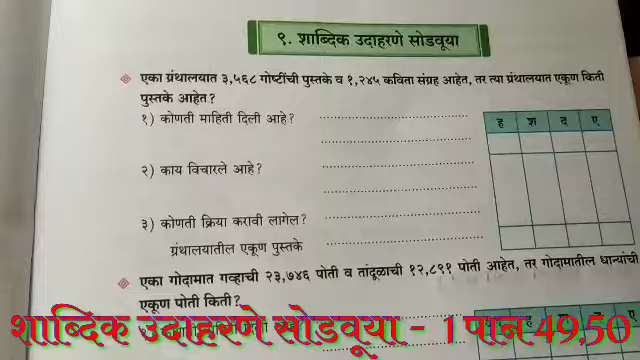 ९. शाब्दिक उदाहरणे सोडवूया
एका ग्रंथालयात ३,५६८ गोष्टींची पुस्तके व १,२४५ कविता संग्रह आहेत, तर त्या ग्रंथालयात एकूण किती
पुस्तके आहेत?
१) कोणती माहिती दिली आहे?
ह श द ए
२) काय विचारले आहे?
३) कोणती क्रिया करावी लागेल?
ग्रंथालयातील एकूण पुस्तके
एका गोदामात गव्हाची २३,७४६ पोती व तांदूळाची १२,८९१ पोती आहेत, तर गोदामातील धान्यांची
एकूण पोती किती?
शाब्दिक उदाहरणे सोडवूया - 1 पान 49,50